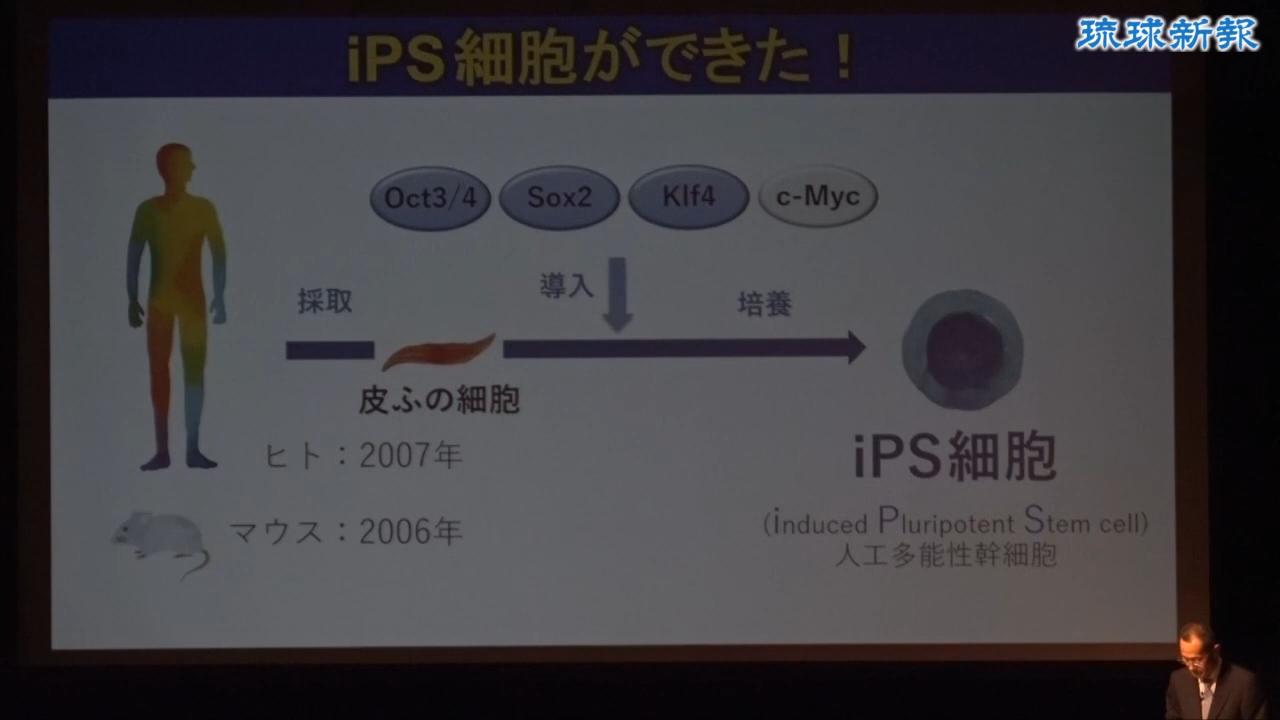 琉球新報
iPS細胞ができた！
Oct3/4 Sox2 Klf4 c-Myc
採取 導入 培養
皮ふの細胞
ヒト：2007年
マウス：2006年
iPS細胞
(induced Pluripotent Stem cell)
人工多能性幹細胞